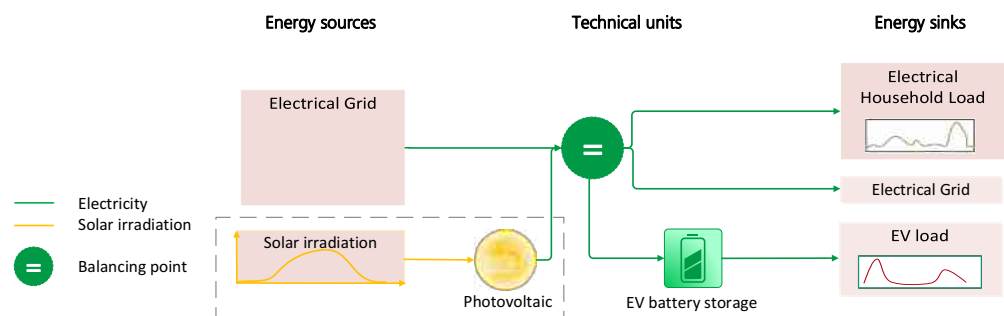 Energy sources
Technical units
Energy sinks
Electrical Grid
Electrical
Household Load
=
Electrical Grid
Electricity
Solar irradiation
= Balancing point
Solar irradiation
Photovoltaic
EV battery storage
EV load